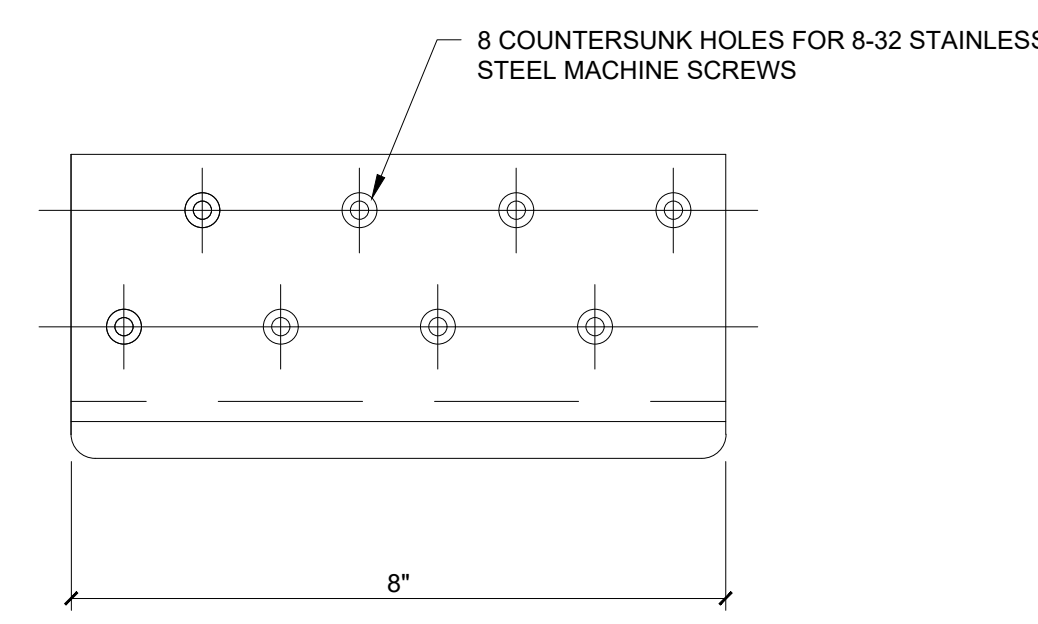 8 COUNTERSUNK HOLES FOR 8-32 STAINLESS
STEEL MACHINE SCREWS
8"